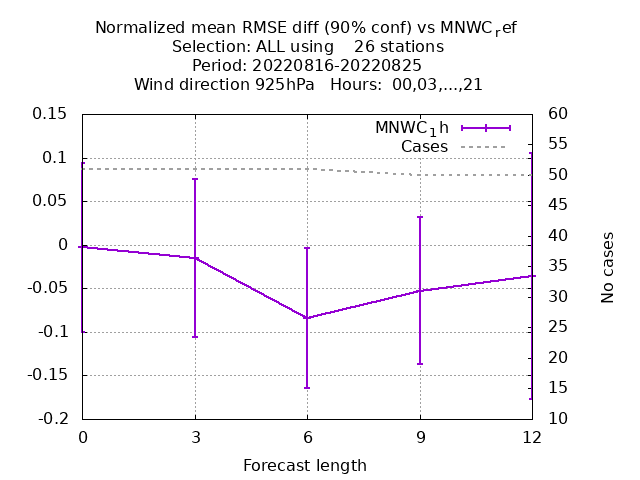 Normalized mean RMSE diff (90% conf) vs MNWC_ref
Selection: ALL using 26 stations
Period: 20220816-20220825
Wind direction 925hPa Hours: 00,03,...,21
MNWC_1h
Cases
0.15
0.1
0.05
0
-0.05
-0.1
-0.15
-0.2
60
55
50
45
40
35
30
25
20
15
10
No cases
0 3 6 9 12
Forecast length